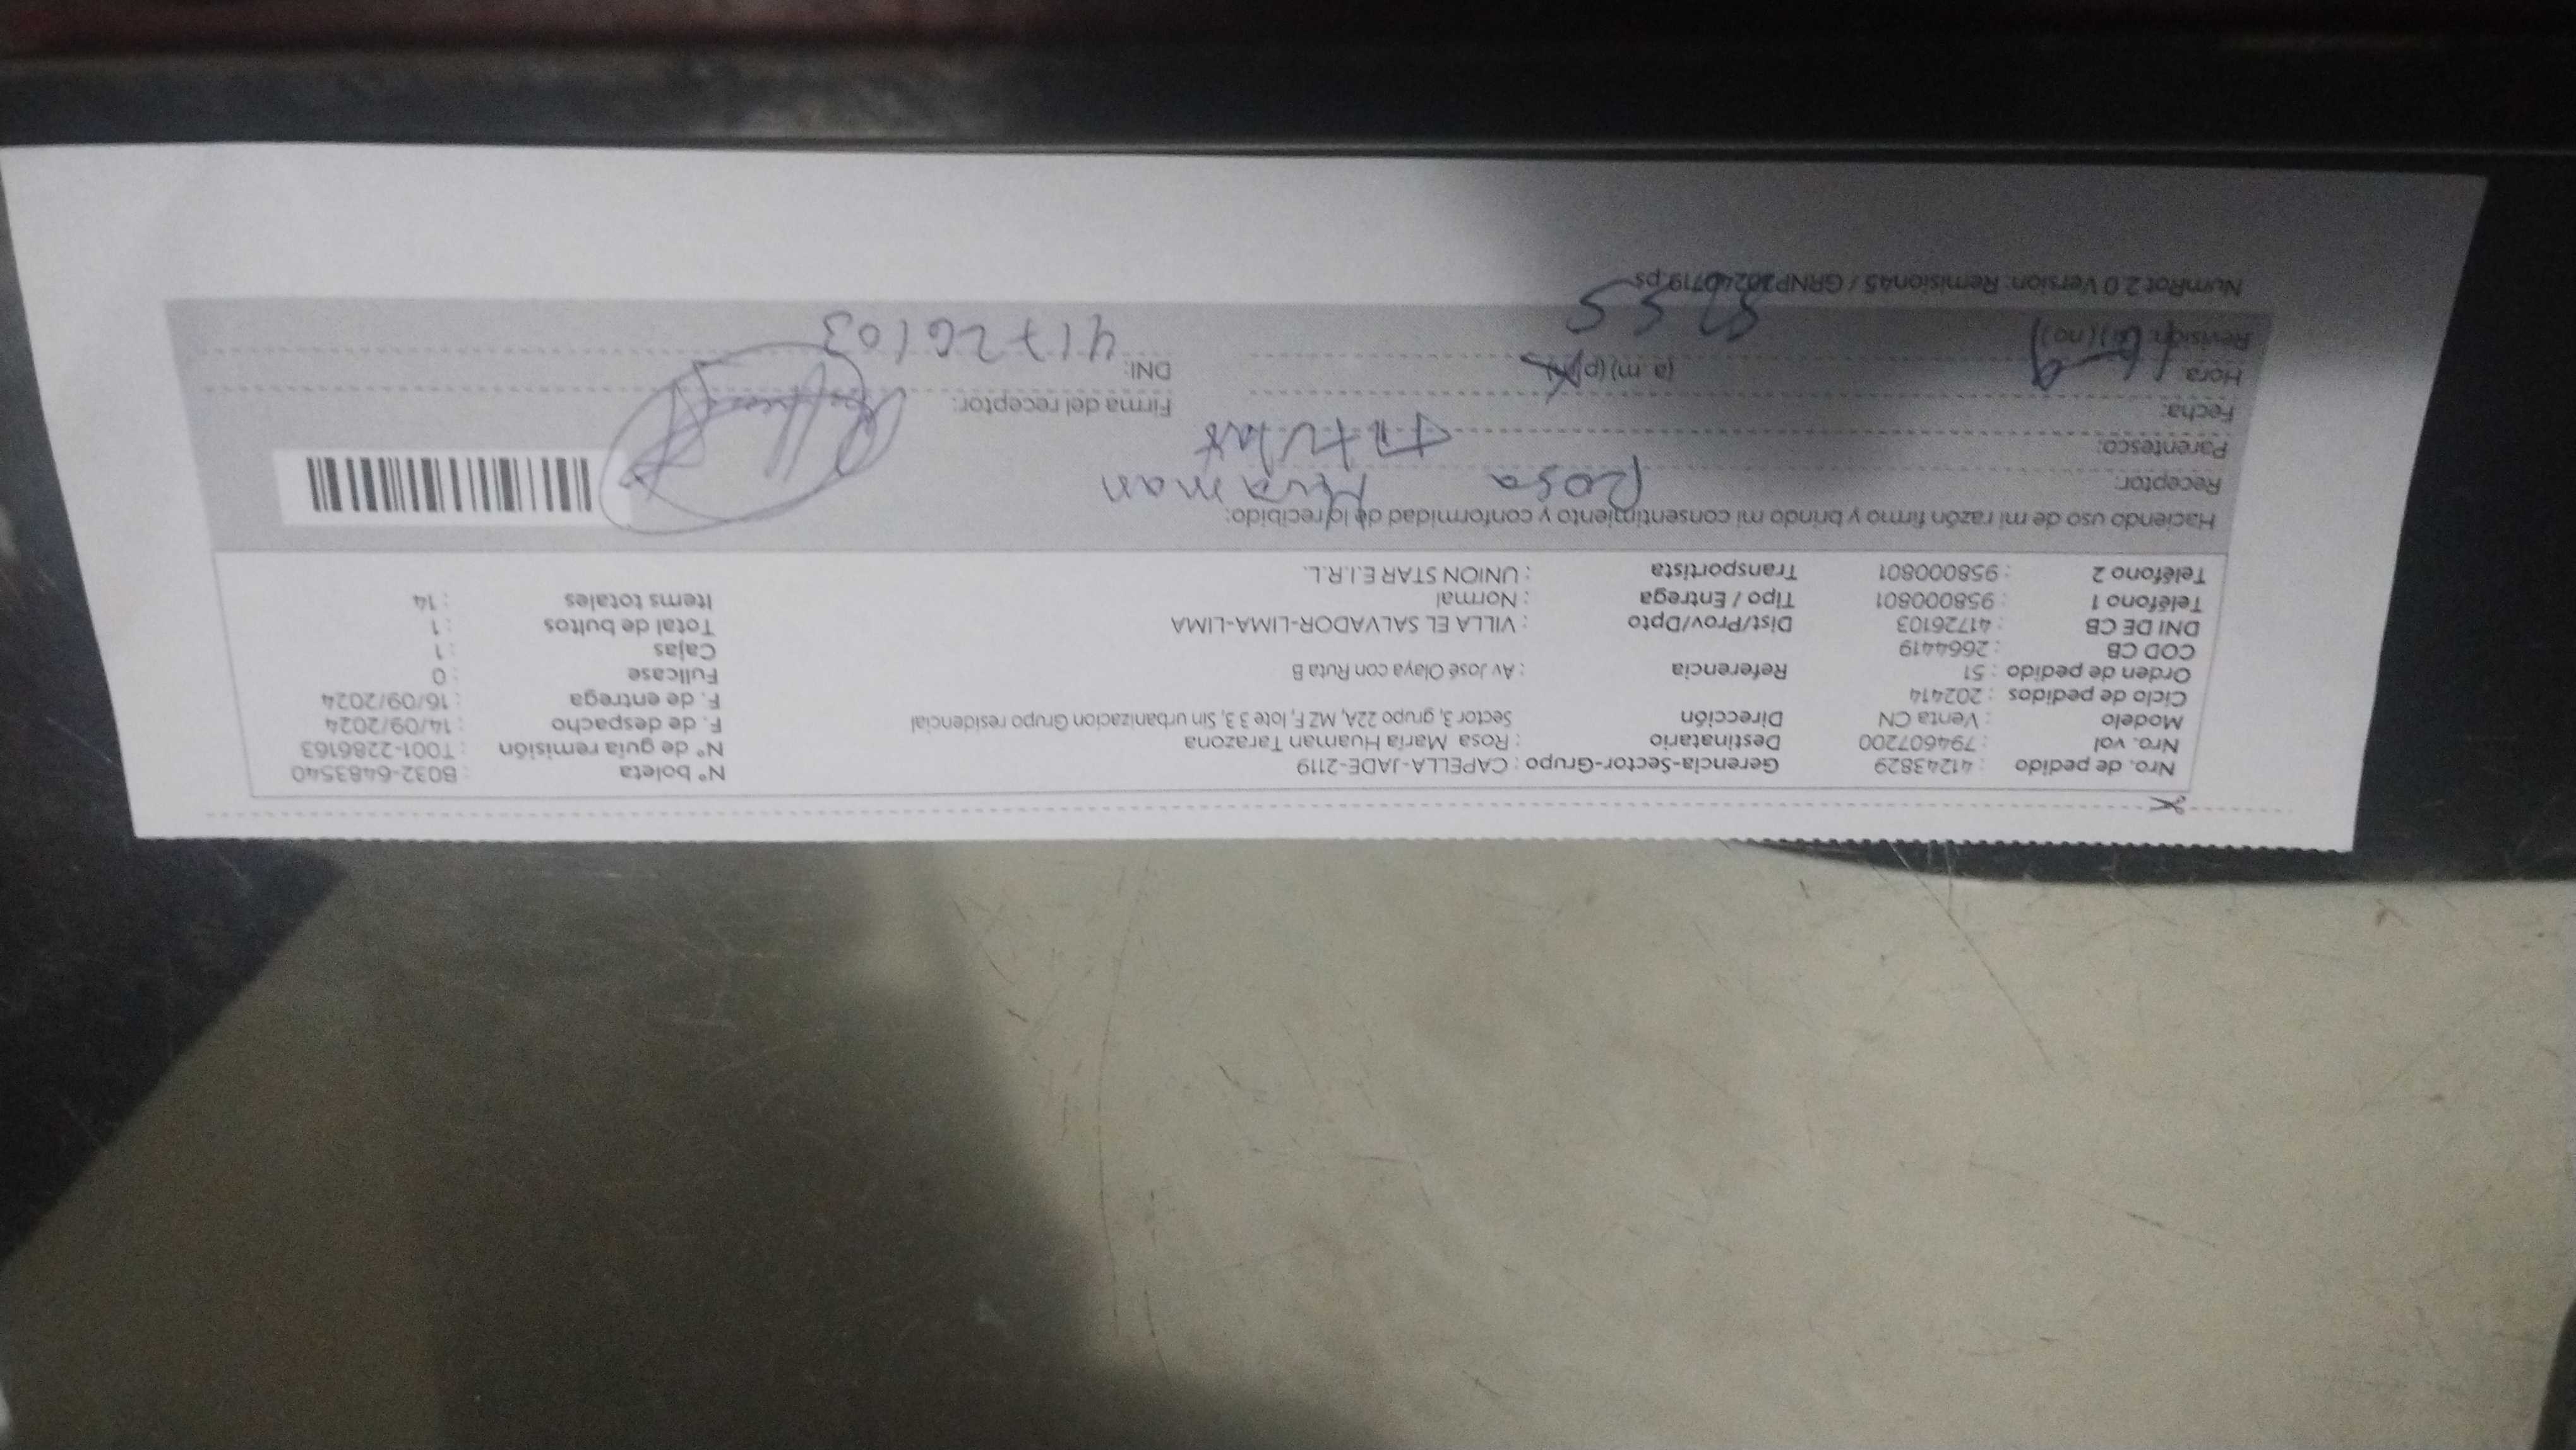 Nro. de pedido : 41243829 Gerencia-Sector-Grupo : CAPELLA-JADE-2119 N° boleta : B032-6483540
Nro. vol : 794607200 Destinatario : Rosa María Huaman Tarazona N° de guía remisión : T001-2286163
Modelo : Venta CN Dirección Sector 3, grupo 22A, MZ F, lote 3 3, Sin urbanizacion Grupo residencial F. de despacho : 14/09/2024
Ciclo de pedidos : 202414 F. de entrega : 16/09/2024
Orden de pedido : 51 Referencia : Av José Olaya con Ruta B Fullcase : 0
COD CB : 2664419 Cajas : 1
DNI DE CB : 41726103 Dist/Prov/Dpto : VILLA EL SALVADOR-LIMA-LIMA Total de bultos : 1
Teléfono 1 : 958000801 Tipo / Entrega : Normal Items totales : 14
Teléfono 2 : 958000801 Transportista : UNION STAR E.I.R.L.
Haciendo uso de mi razón firmo y brindo mi consentimiento y conformidad de lo recibido:
Receptor: Rosa Huaman
Parentesco: Titular
Fecha: Firma del receptor:
Hora: (a. m) (p. m) DNI: 41726103
Revisión: (si) (no)
NumRot 2.0 Version: Remision45 / GRNP20240719.ps